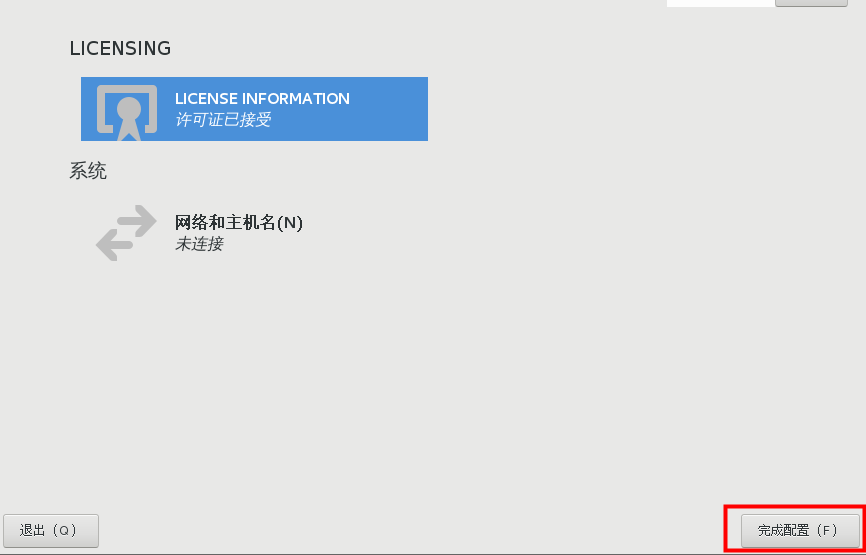 LICENSING
LICENSE INFORMATION
许可证已接受
系统
网络和主机名(N)
未连接
退出（Q）
完成配置（F）